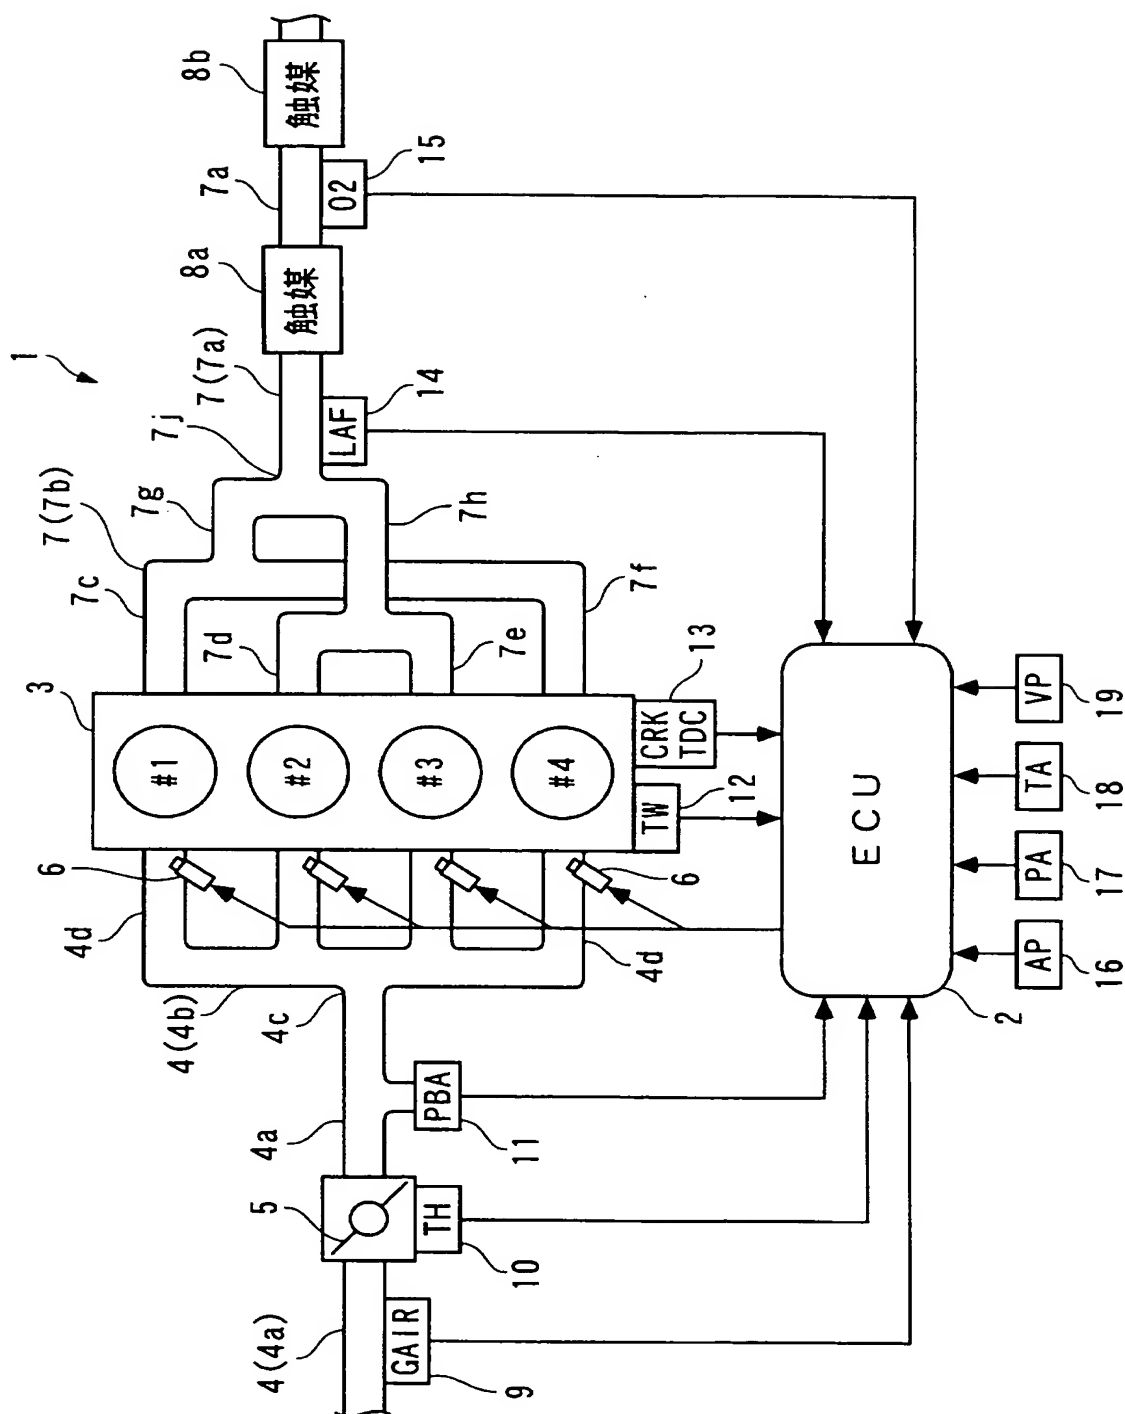 1
3
7c
7(7b)
7g
7j
7(7a)
8a
7a
8b
触媒
触媒
4(4a)
5
4a
4c
4(4b)
4d
6
#1
#2
#3
#4
7d
7e
7h
7f
LAF
14
O2
15
GAIR
9
TH
10
PBA
11
4d
6
TW
12
CRK
TDC
13
ECU
2
AP
16
PA
17
TA
18
VP
19